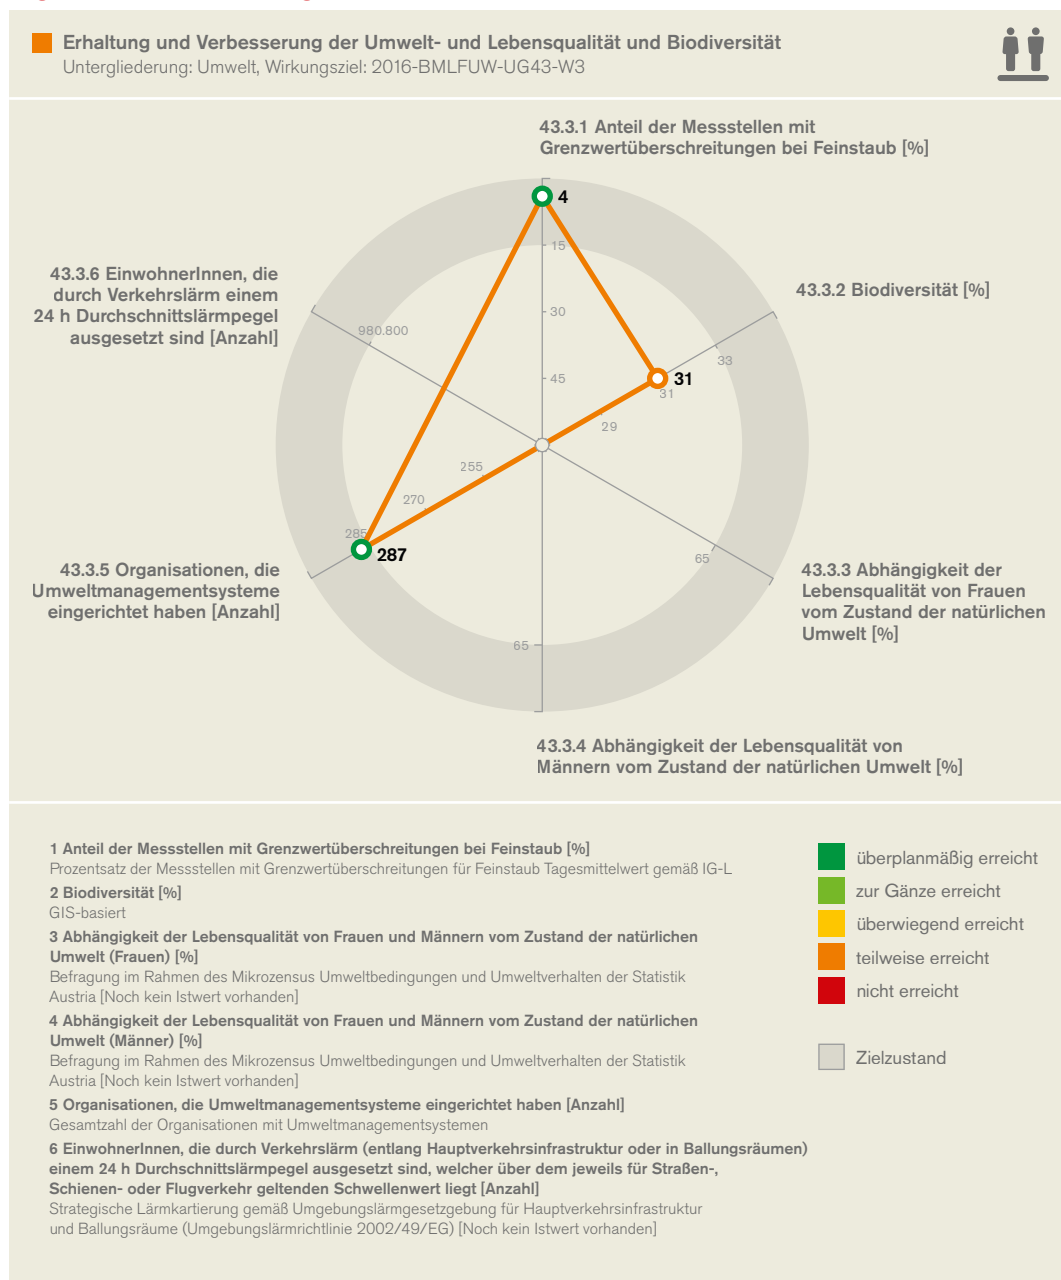 Erhaltung und Verbesserung der Umwelt- und Lebensqualität und Biodiversität
Untergliederung: Umwelt, Wirkungsziel: 2016-BMLFUW-UG43-W3
43.3.1 Anteil der Messstellen mit
Grenzwertüberschreitungen bei Feinstaub [%]
4
15
30
45
43.3.2 Biodiversität [%]
33
31
31
29
43.3.3 Abhängigkeit der
Lebensqualität von Frauen
vom Zustand der natürlichen
Umwelt [%]
65
43.3.4 Abhängigkeit der Lebensqualität von
Männern vom Zustand der natürlichen Umwelt [%]
65
43.3.5 Organisationen, die
Umweltmanagementsysteme
eingerichtet haben [Anzahl]
255
270
285
287
43.3.6 EinwohnerInnen, die
durch Verkehrslärm einem
24 h Durchschnittslärmpegel
ausgesetzt sind [Anzahl]
980.800
1 Anteil der Messstellen mit Grenzwertüberschreitungen bei Feinstaub [%]
Prozentsatz der Messstellen mit Grenzwertüberschreitungen für Feinstaub Tagesmittelwert gemäß IG-L
2 Biodiversität [%]
GIS-basiert
3 Abhängigkeit der Lebensqualität von Frauen und Männern vom Zustand der natürlichen
Umwelt (Frauen) [%]
Befragung im Rahmen des Mikrozensus Umweltbedingungen und Umweltverhalten der Statistik
Austria [Noch kein Istwert vorhanden]
4 Abhängigkeit der Lebensqualität von Frauen und Männern vom Zustand der natürlichen
Umwelt (Männer) [%]
Befragung im Rahmen des Mikrozensus Umweltbedingungen und Umweltverhalten der Statistik
Austria [Noch kein Istwert vorhanden]
5 Organisationen, die Umweltmanagementsysteme eingerichtet haben [Anzahl]
Gesamtzahl der Organisationen mit Umweltmanagementsystemen
6 EinwohnerInnen, die durch Verkehrslärm (entlang Hauptverkehrsinfrastruktur oder in Ballungsräumen)
einem 24 h Durchschnittslärmpegel ausgesetzt sind, welcher über dem jeweils für Straßen-,
Schienen- oder Flugverkehr geltenden Schwellenwert liegt [Anzahl]
Strategische Lärmkartierung gemäß Umgebungslärmgesetzgebung für Hauptverkehrsinfrastruktur
und Ballungsräume (Umgebungslärmrichtlinie 2002/49/EG) [Noch kein Istwert vorhanden]
überplanmäßig erreicht
zur Gänze erreicht
überwiegend erreicht
teilweise erreicht
nicht erreicht
Zielzustand